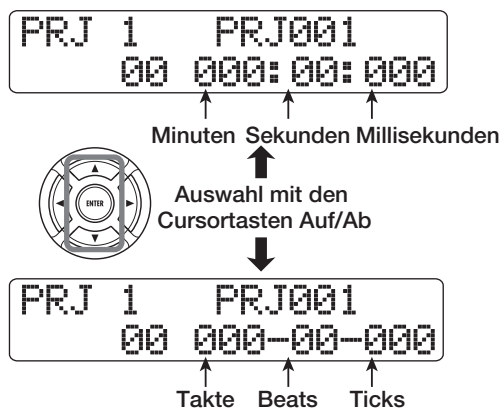 PRJ 1 PRJ001
00 000:00:000
Minuten Sekunden Millisekunden
ENTER
Auswahl mit den
Cursortasten Auf/Ab
PRJ 1 PRJ001
00 000-00-000
Takte Beats Ticks